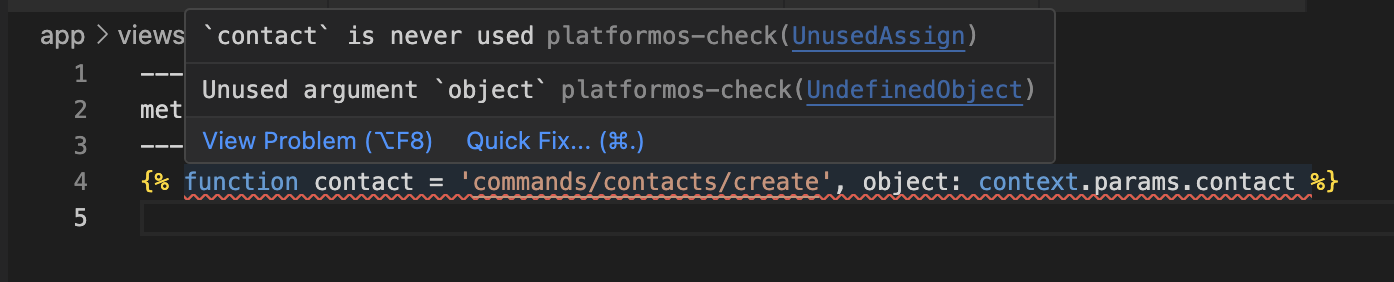 `contact` is never used platformos-check(UnusedAssign)
Unused argument `object` platformos-check(UndefinedObject)
View Problem (⌥F8) Quick Fix... (⌘.)
app > views
1 ---
2 met
3 ---
4 {% function contact = 'commands/contacts/create', object: context.params.contact %}
5